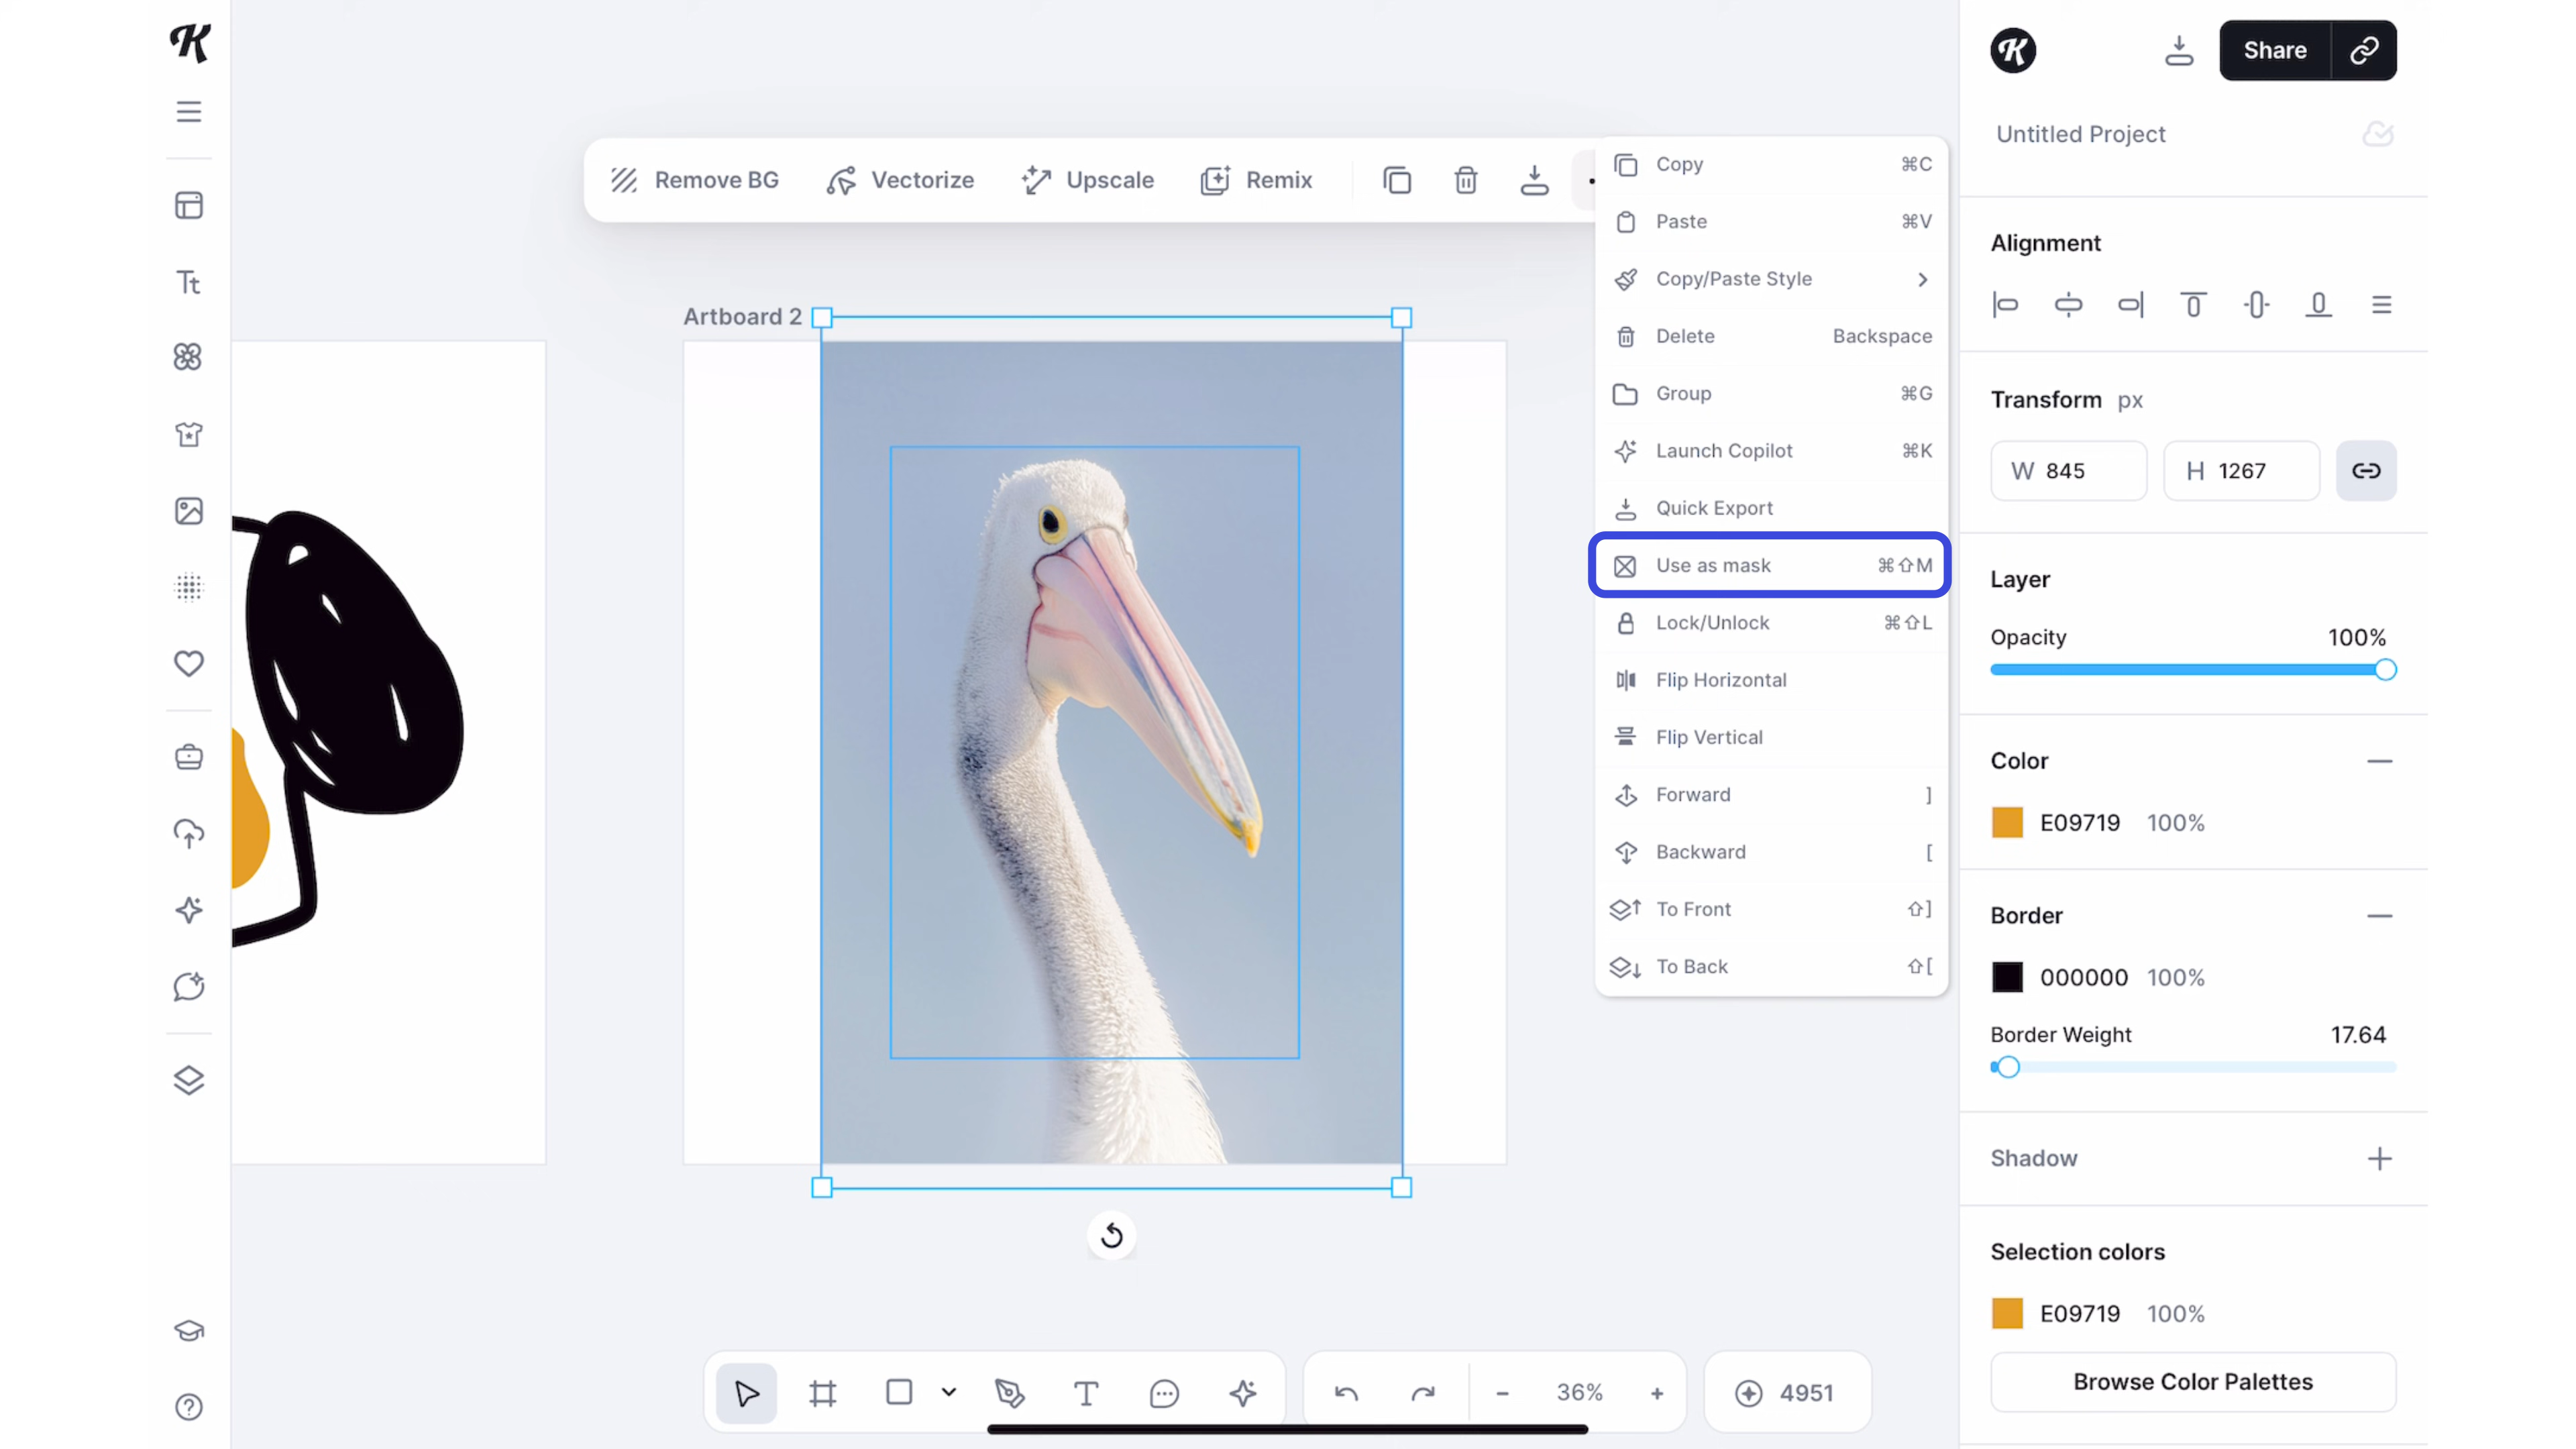 Share
Untitled Project
Remove BG
Vectorize
Upscale
Remix
Artboard 2
Copy ⌘C
Paste ⌘V
Copy/Paste Style
Delete Backspace
Group ⌘G
Launch Copilot ⌘K
Quick Export
Use as mask ⌘⇧M
Lock/Unlock ⌘⇧L
Flip Horizontal
Flip Vertical
Forward ]
Backward [
To Front ⇧]
To Back ⇧[
Alignment
Transform px
W 845 H 1267
Layer
Opacity 100%
Color
E09719 100%
Border
000000 100%
Border Weight 17.64
Shadow
Selection colors
E09719 100%
Browse Color Palettes
36%
4951